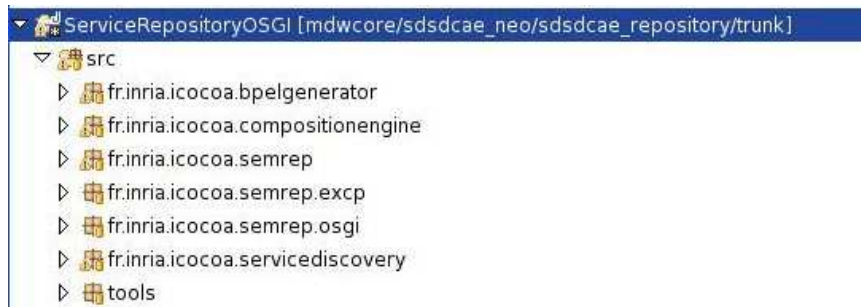 ServiceRepositoryOSGI [mdwcore/sdsdcae_neo/sdsdcae_repository/trunk]
src
fr.inria.icocoa.bpelgenerator
fr.inria.icocoa.compositionengine
fr.inria.icocoa.semrep
fr.inria.icocoa.semrep.excp
fr.inria.icocoa.semrep.osgi
fr.inria.icocoa.servicediscovery
tools